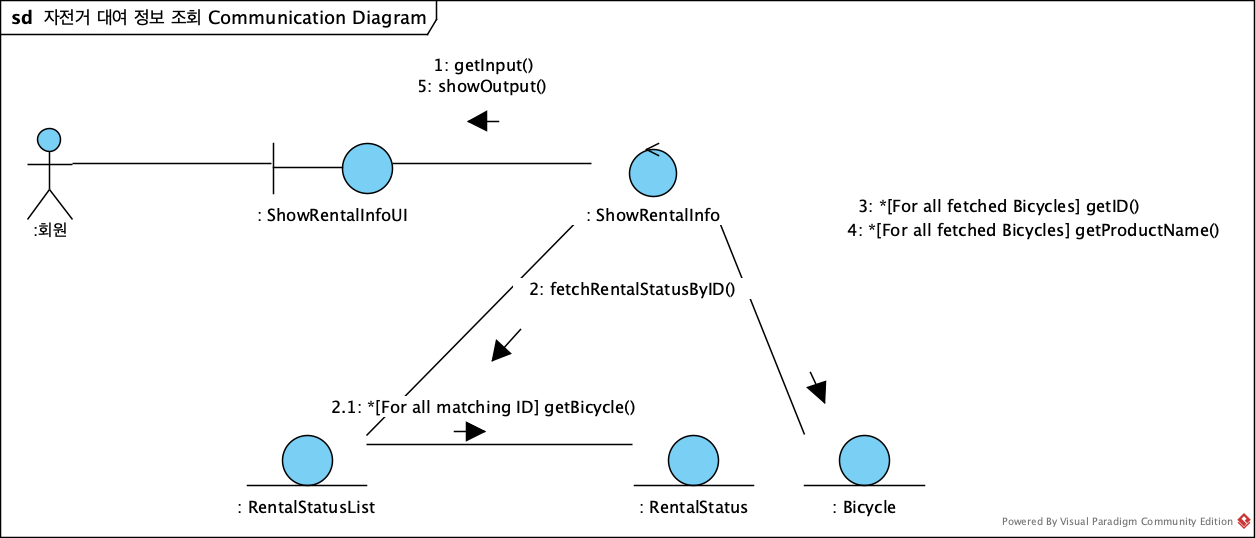 sd 자전거 대여 정보 조회 Communication Diagram
1: getInput()
5: showOutput()
:회원
: ShowRentalInfoUI
: ShowRentalInfo
3: *[For all fetched Bicycles] getID()
4: *[For all fetched Bicycles] getProductName()
2: fetchRentalStatusByID()
2.1: *[For all matching ID] getBicycle()
: RentalStatusList
: RentalStatus
: Bicycle
Powered By Visual Paradigm Community Edition